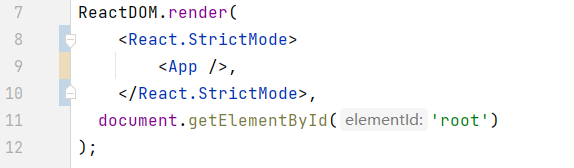 7 ReactDOM.render(
8 <React.StrictMode>
9 <App />,
10 </React.StrictMode>,
11 document.getElementById( elementId: 'root')
12 );